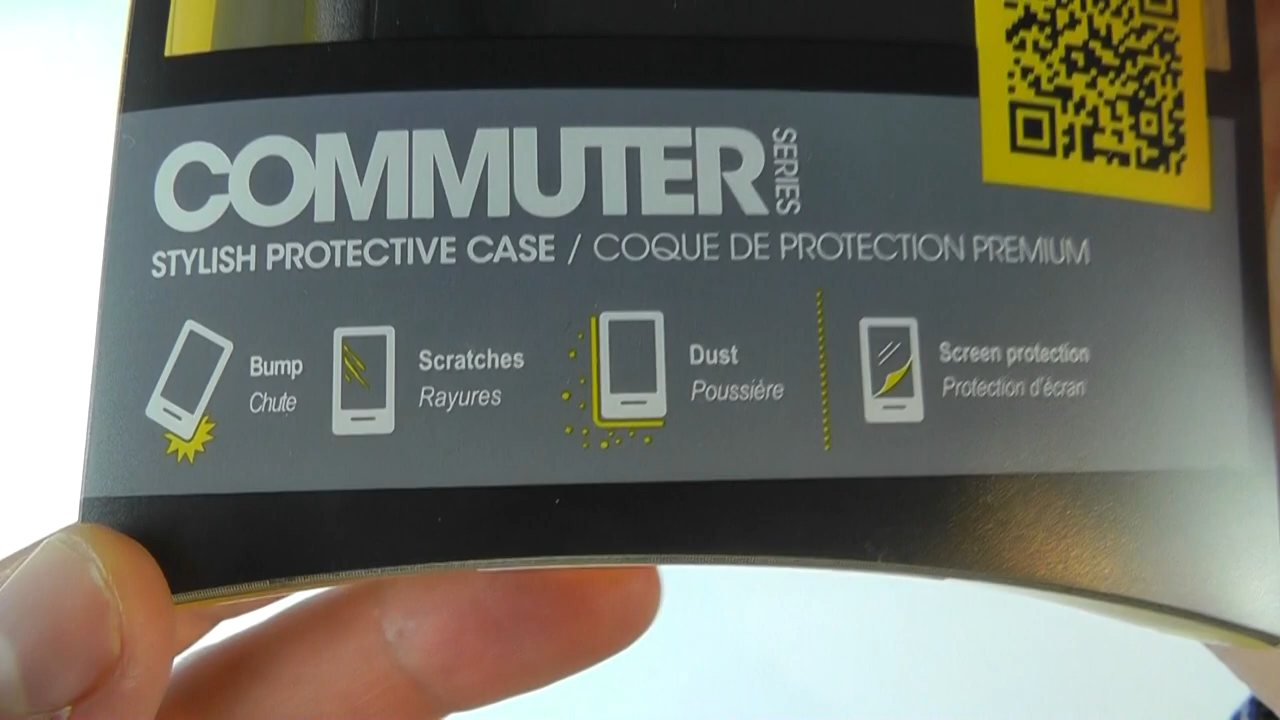 COMMUTER SERIES
STYLISH PROTECTIVE CASE / COQUE DE PROTECTION PREMIUM
Bump
Chute
Scratches
Rayures
Dust
Poussière
Screen protection
Protection d'écran